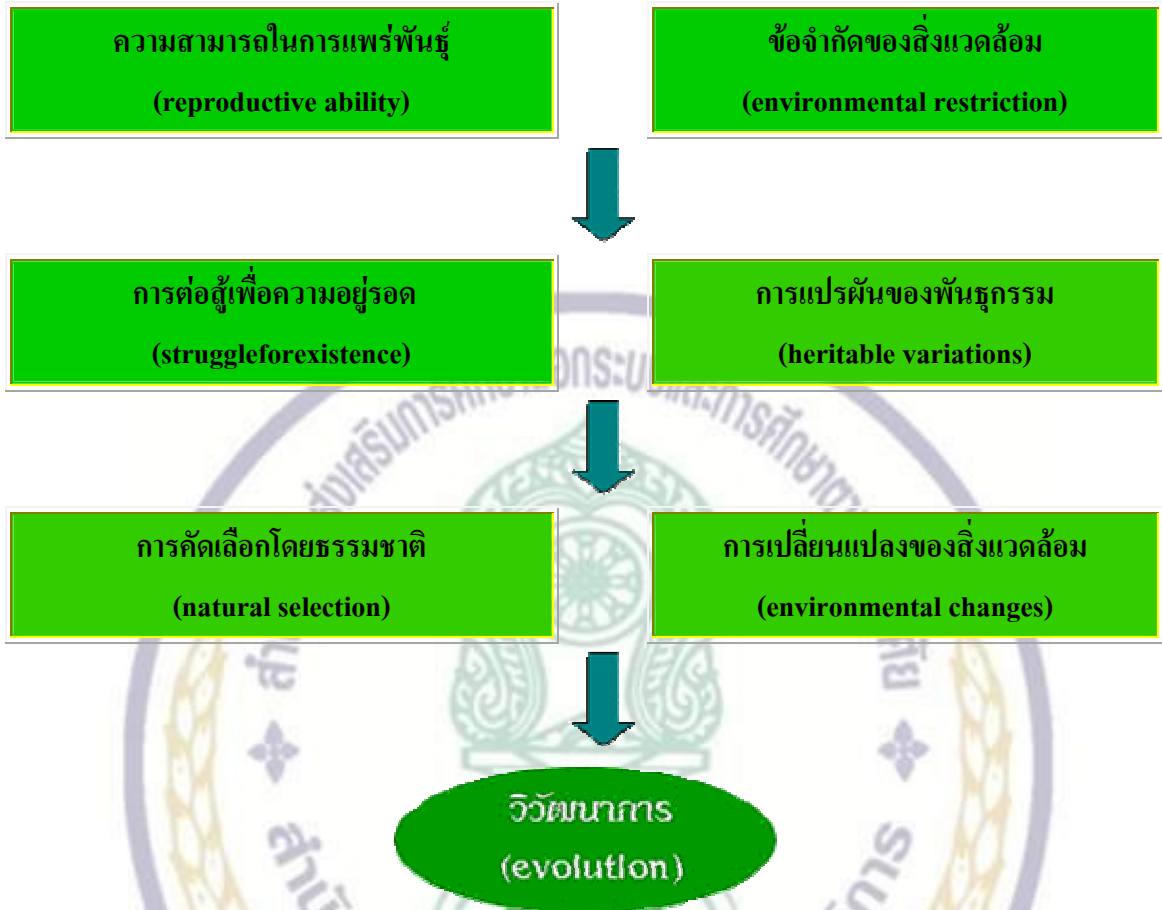 ความสามารถในการแพร่พันธุ์
(reproductive ability)
ข้อจำกัดของสิ่งแวดล้อม
(environmental restriction)
การต่อสู้เพื่อความอยู่รอด
(struggleforexistence)
การแปรผันของพันธุกรรม
(heritable variations)
การคัดเลือกโดยธรรมชาติ
(natural selection)
การเปลี่ยนแปลงของสิ่งแวดล้อม
(environmental changes)
วิวัฒนาการ
(evolution)